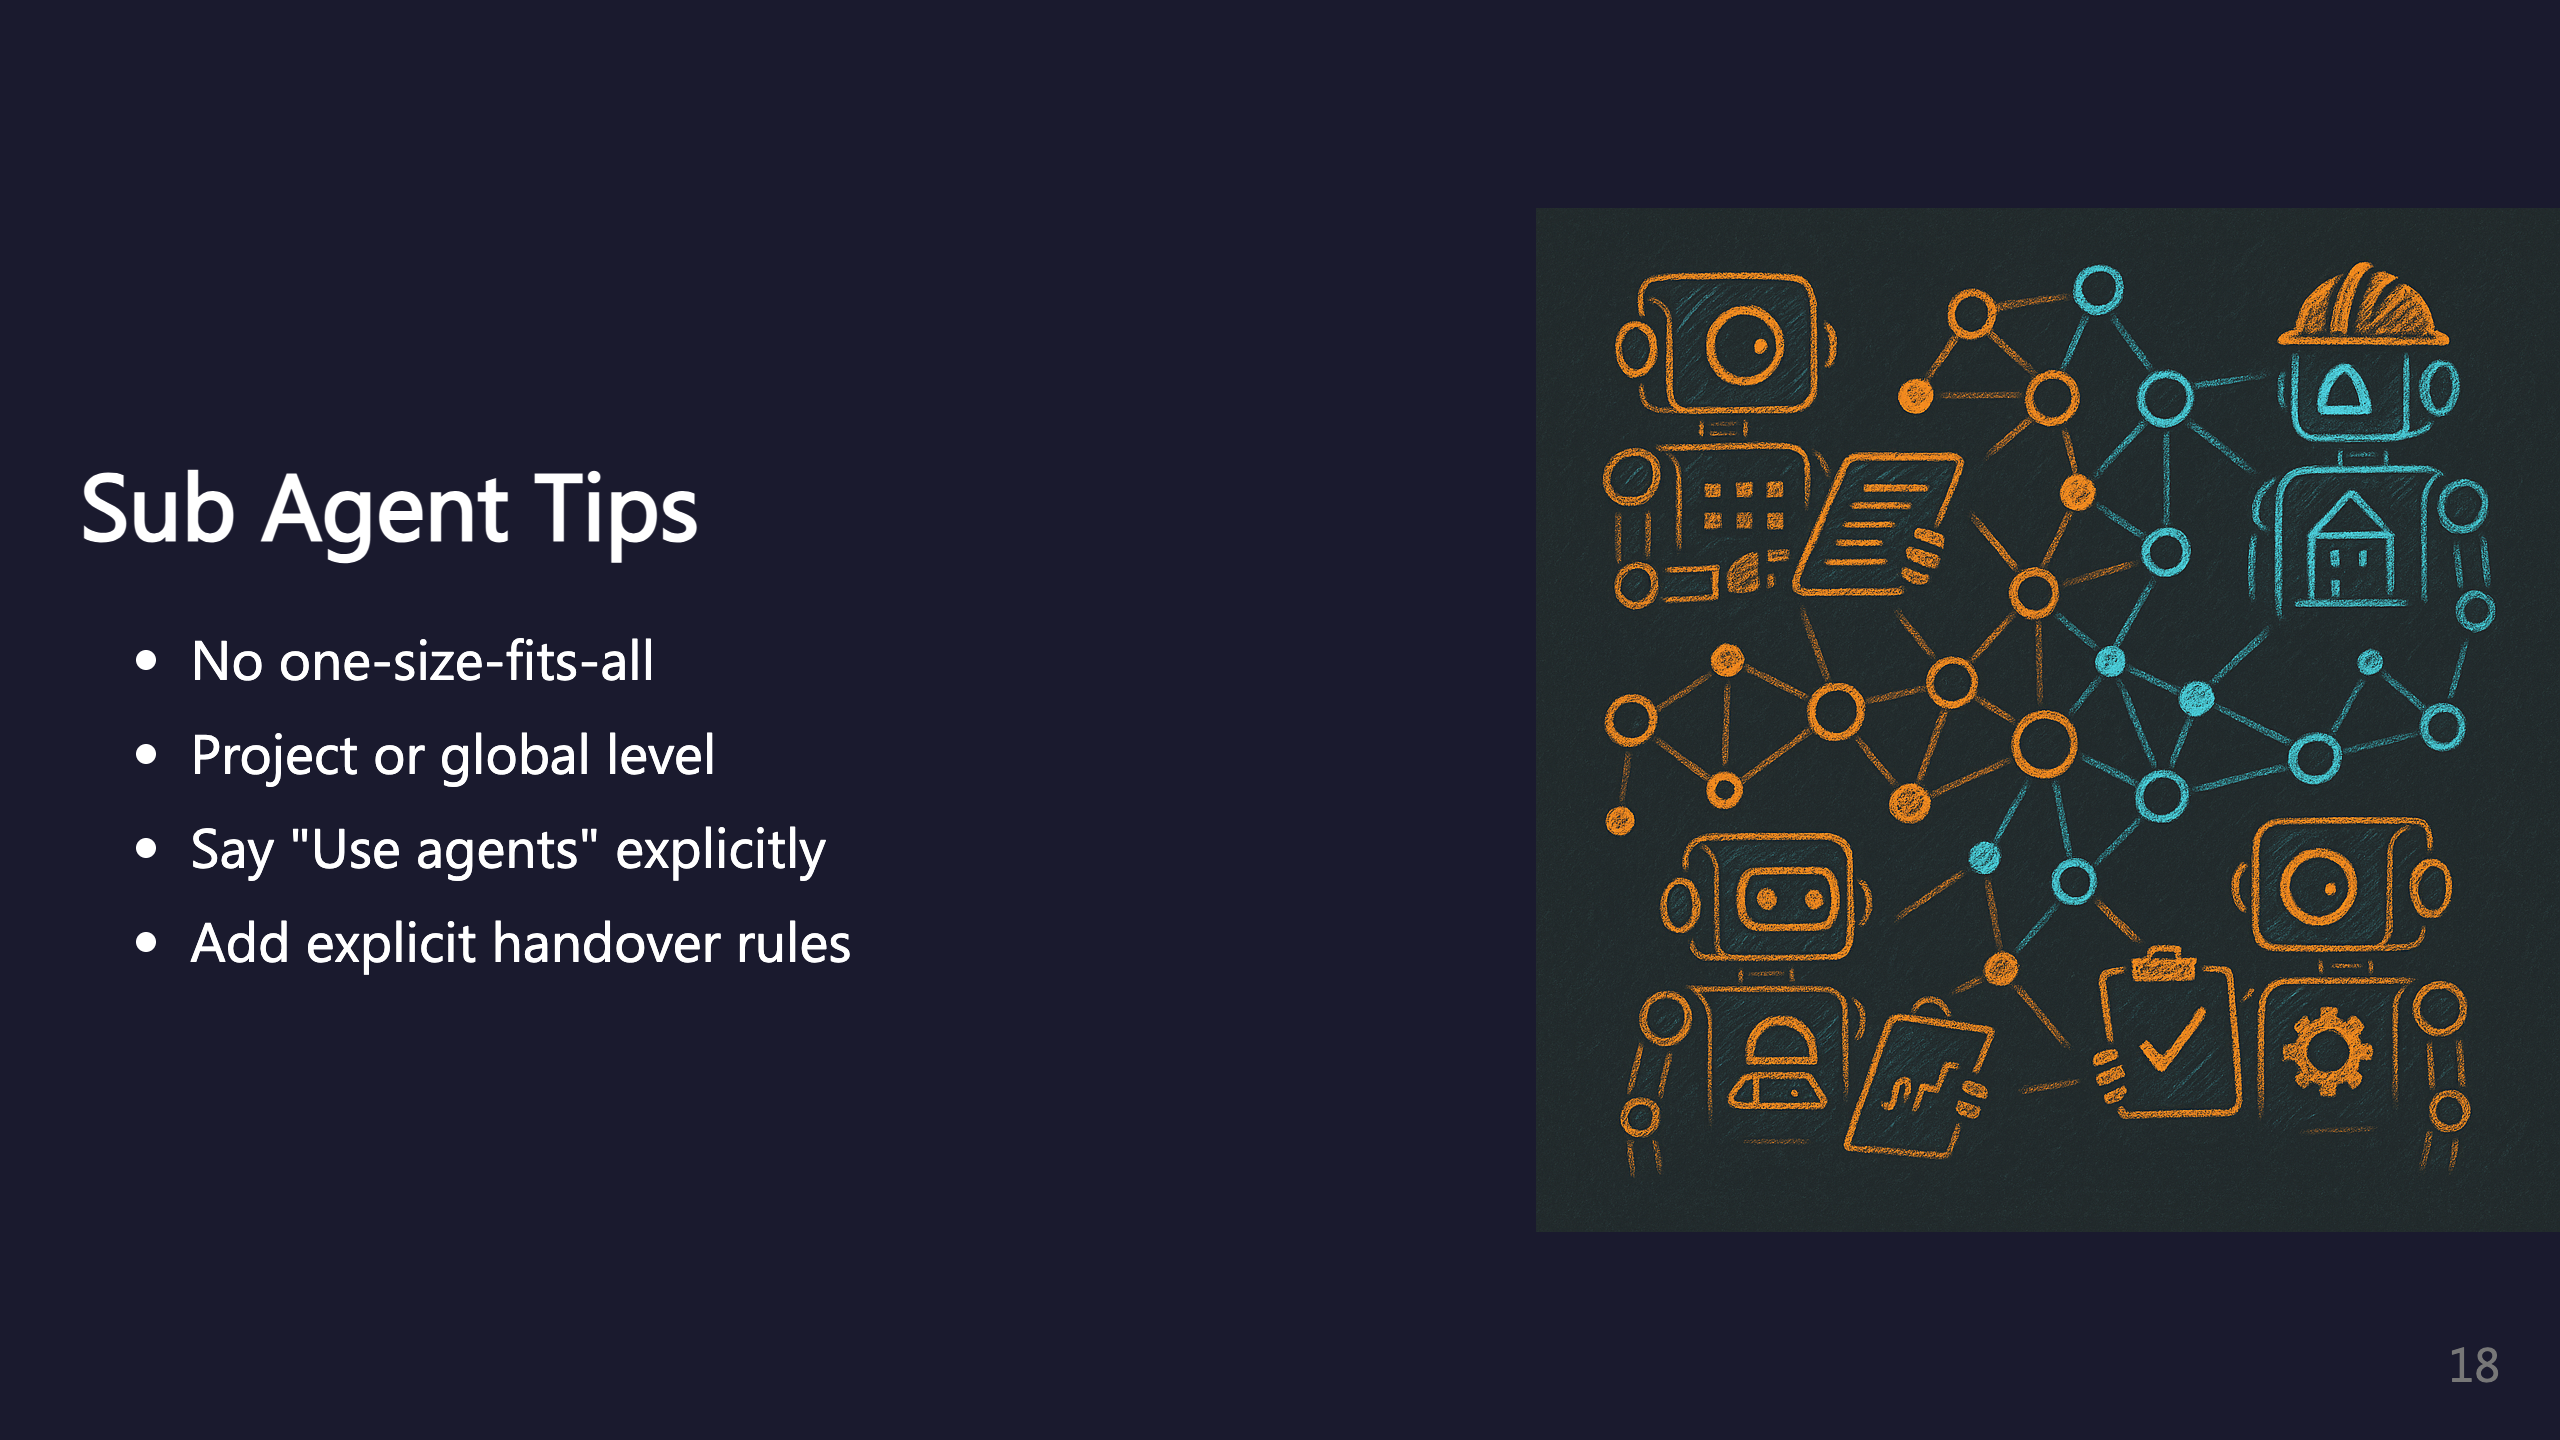 Sub Agent Tips
• No one-size-fits-all
• Project or global level
• Say "Use agents" explicitly
• Add explicit handover rules
18